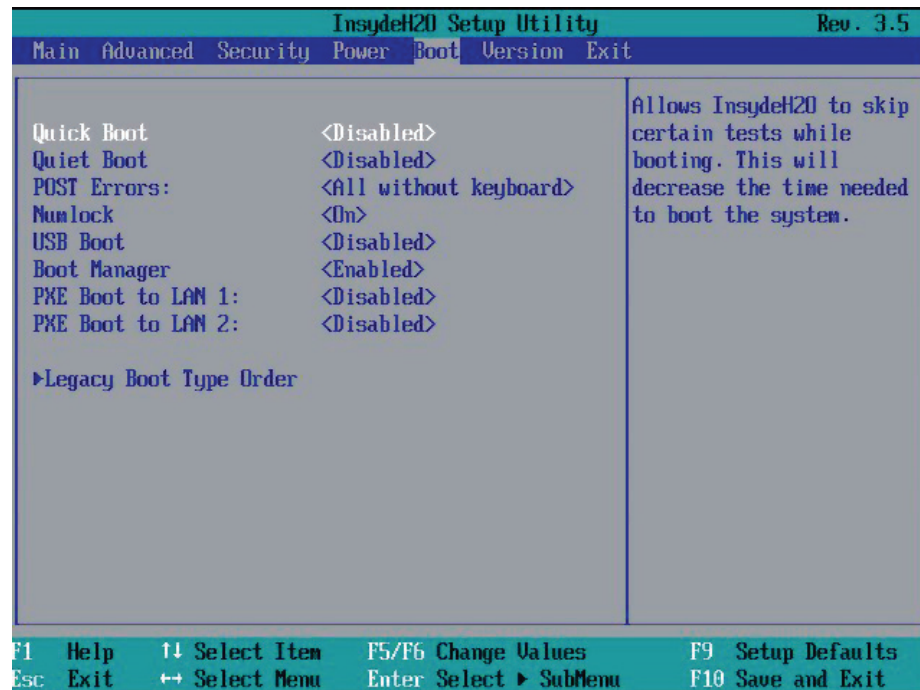 InsydeH2O Setup Utility Rev. 3.5
Main Advanced Security Power Boot Version Exit
Quick Boot <Disabled>
Quiet Boot <Disabled>
POST Errors: <All without keyboard>
Numlock <On>
USB Boot <Disabled>
Boot Manager <Enabled>
PXE Boot to LAN 1: <Disabled>
PXE Boot to LAN 2: <Disabled>
▶Legacy Boot Type Order
Allows InsydeH2O to skip
certain tests while
booting. This will
decrease the time needed
to boot the system.
F1 Help ↑↓ Select Item F5/F6 Change Values F9 Setup Defaults
Esc Exit ↔ Select Menu Enter Select ▶ SubMenu F10 Save and Exit